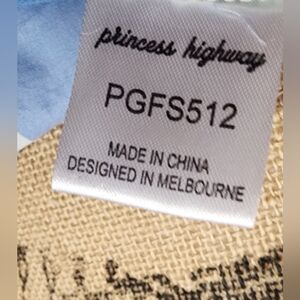 princess highway
PGFS512
MADE IN CHINA
DESIGNED IN MELBOURNE